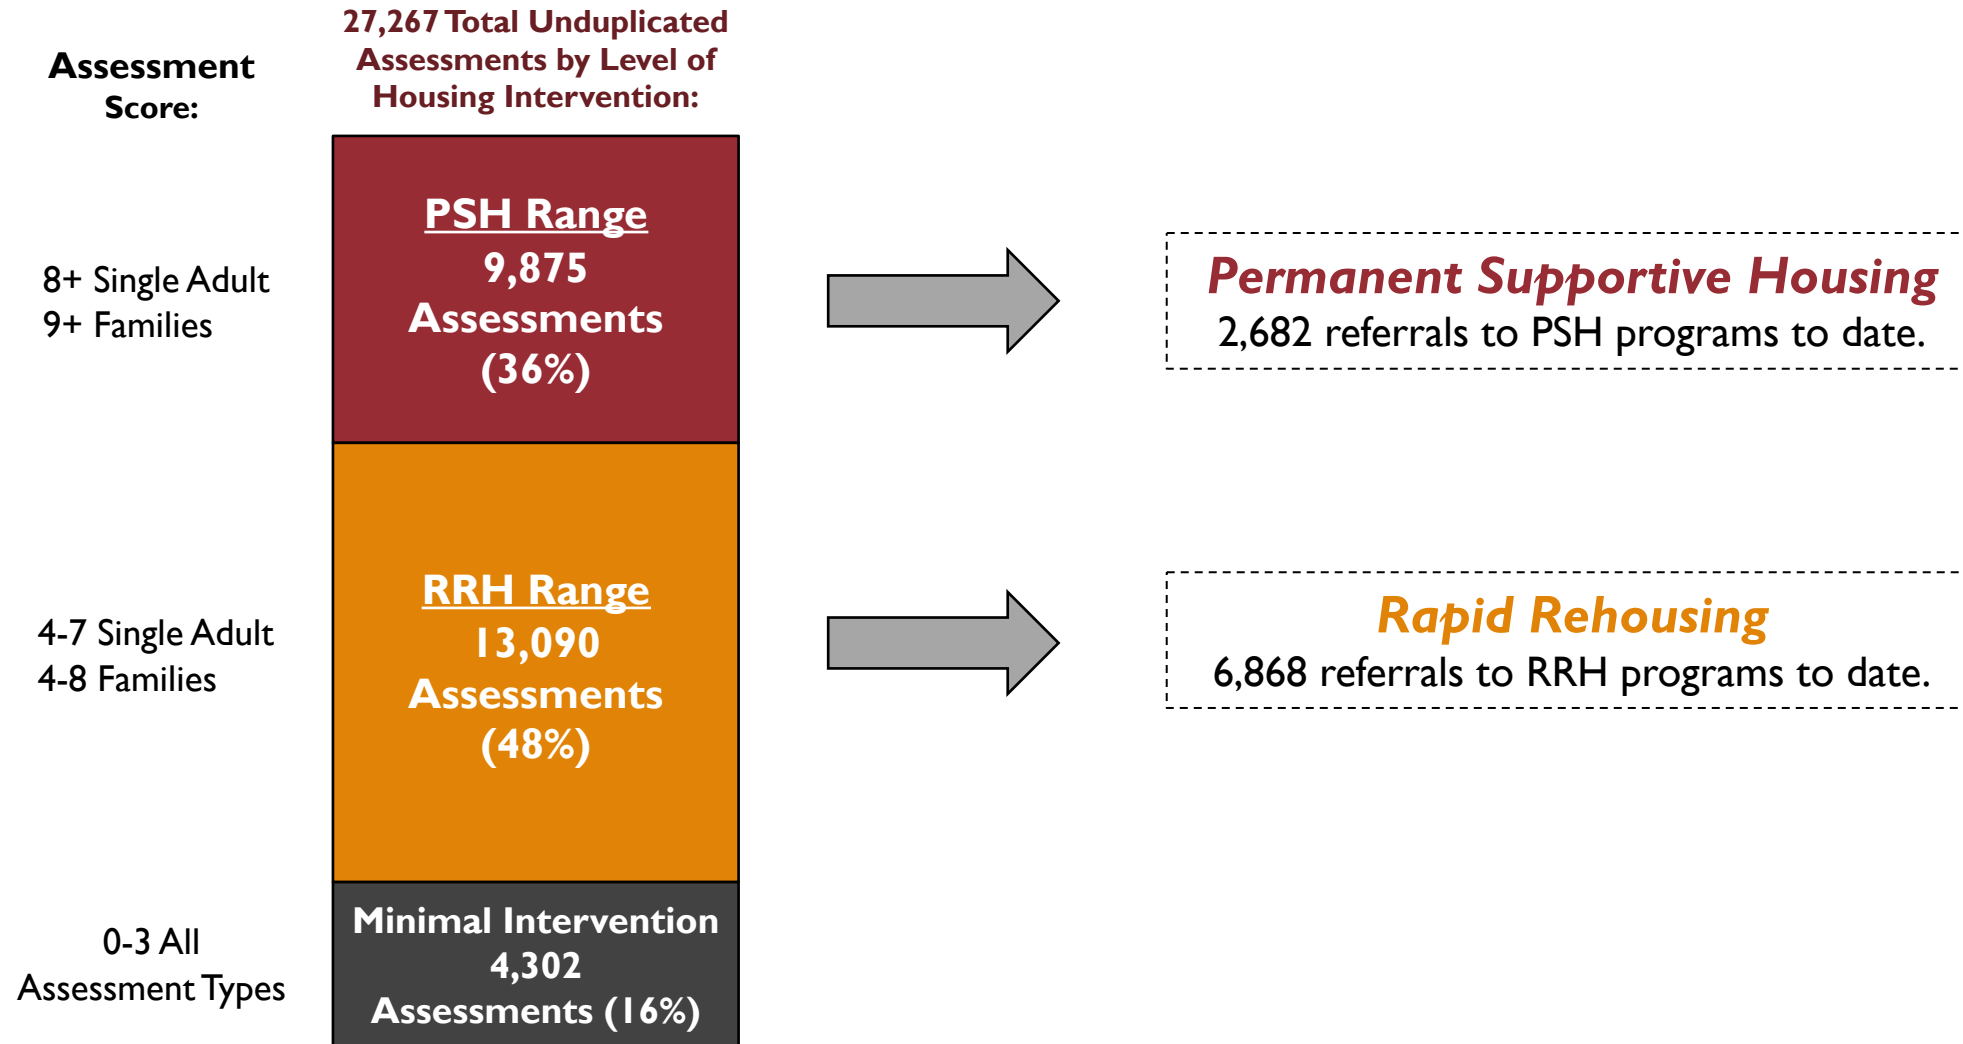 Assessment
Score:
27,267 Total Unduplicated
Assessments by Level of
Housing Intervention:
8+ Single Adult
9+ Families
PSH Range
9,875
Assessments
(36%)
Permanent Supportive Housing
2,682 referrals to PSH programs to date.
4-7 Single Adult
4-8 Families
RRH Range
13,090
Assessments
(48%)
Rapid Rehousing
6,868 referrals to RRH programs to date.
0-3 All
Assessment Types
Minimal Intervention
4,302
Assessments (16%)